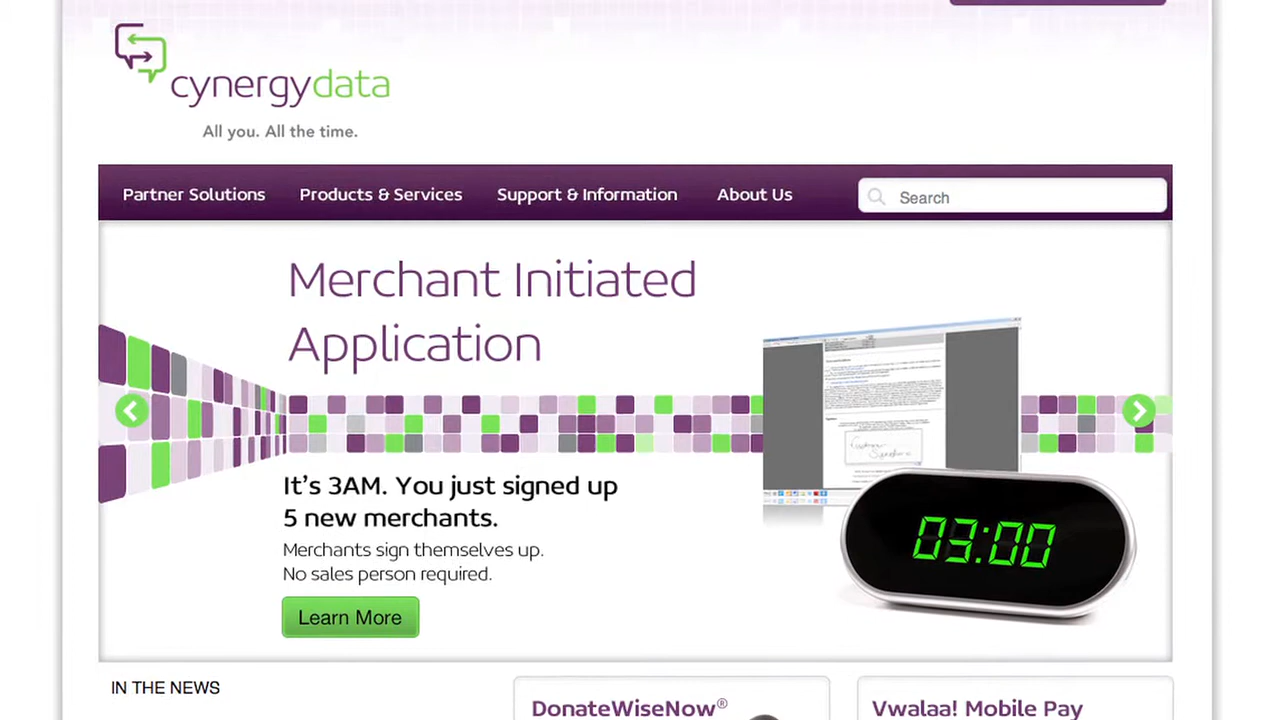 cynergydata
All you. All the time.
Partner Solutions
Products & Services
Support & Information
About Us
Search
Merchant Initiated
Application
It's 3AM. You just signed up
5 new merchants.
Merchants sign themselves up.
No sales person required.
Learn More
03:00
IN THE NEWS
DonateWiseNow®
Vwalaa! Mobile Pay